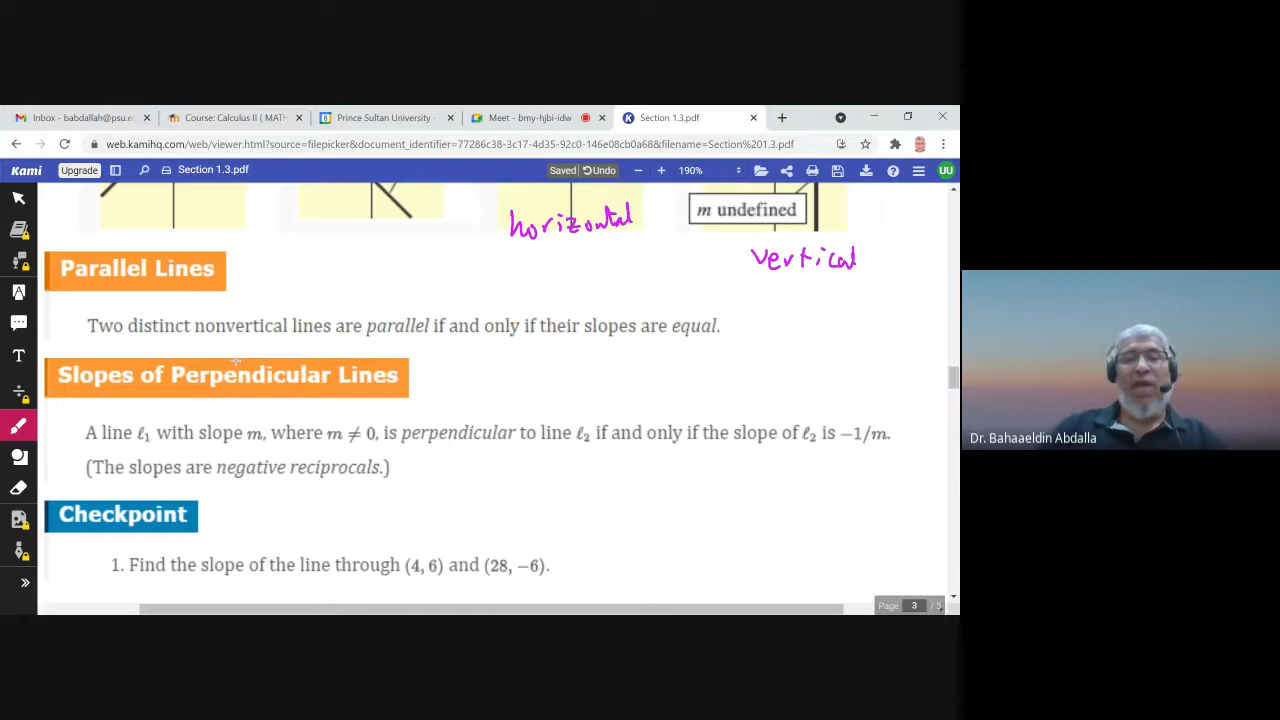 Inbox - babdallah@psu.e
Course: Calculus II ( MATH
Prince Sultan University -
Meet - bmy-hjbi-idw
Section 1.3.pdf
web.kamihq.com/web/viewer.html?source=filepicker&document_identifier=77286c38-3c17-4d35-92c0-146e08cb0a68&filename=Section%201.3.pdf
Kami
Upgrade
Section 1.3.pdf
Saved
Undo
190%
UU
m undefined
horizontal
vertical
Parallel Lines
Two distinct nonvertical lines are parallel if and only if their slopes are equal.
Slopes of Perpendicular Lines
A line ℓ₁ with slope m, where m ≠ 0, is perpendicular to line ℓ₂ if and only if the slope of ℓ₂ is −1/m.
(The slopes are negative reciprocals.)
Checkpoint
1. Find the slope of the line through (4, 6) and (28, −6).
Page 3 / 5
Dr. Bahaaeldin Abdalla